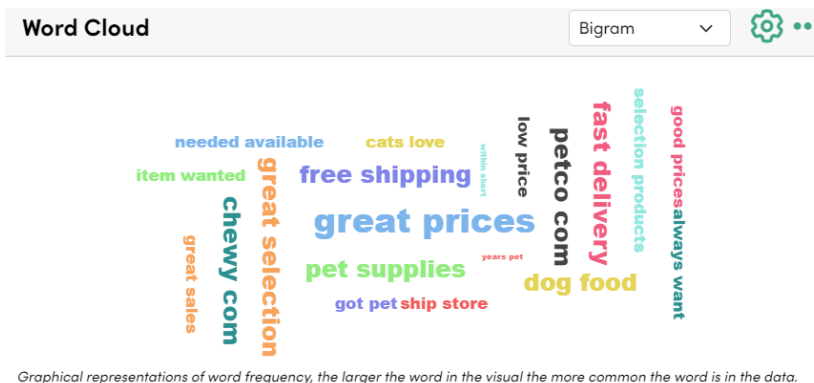 Word Cloud
Bigram
needed available
cats love
item wanted
free shipping
within short
low price
petco com
fast delivery
selection products
good prices
always want
great selection
chewy com
great prices
great sales
pet supplies
years pet
dog food
got pet
ship store
Graphical representations of word frequency, the larger the word in the visual the more common the word is in the data.